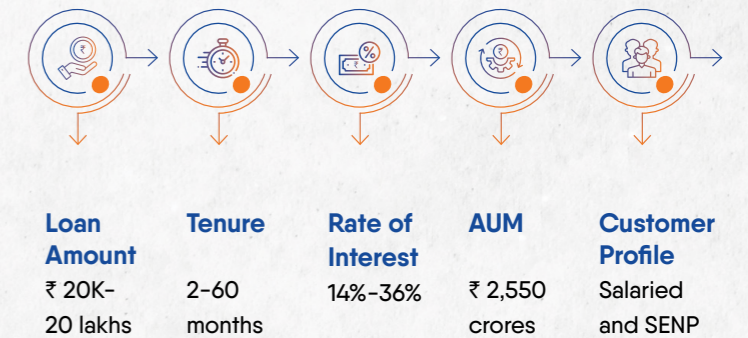 Loan
Amount
₹ 20K–
20 lakhs
Tenure
2-60
months
Rate of
Interest
14%-36%
AUM
₹ 2,550
crores
Customer
Profile
Salaried
and SENP